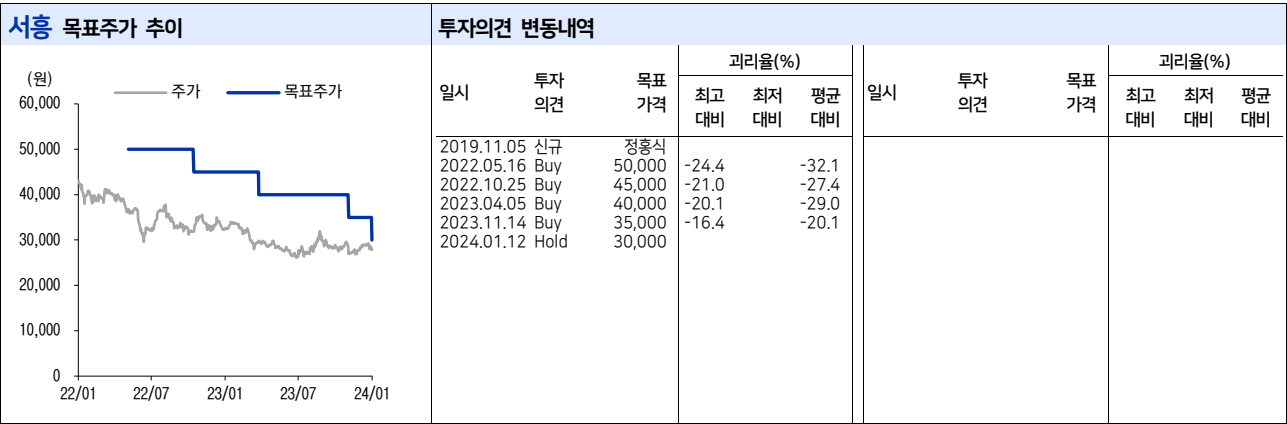 서흥 목표주가 추이
(원)
주가 목표주가
60,000
50,000
40,000
30,000
20,000
10,000
0
22/01 22/07 23/01 23/07 24/01
투자의견 변동내역
일시 투자의견 목표가격 괴리율(%) 최고대비 최저대비 평균대비
2019.11.05 신규 정홍식
2022.05.16 Buy 50,000 -24.4 -32.1
2022.10.25 Buy 45,000 -21.0 -27.4
2023.04.05 Buy 40,000 -20.1 -29.0
2023.11.14 Buy 35,000 -16.4 -20.1
2024.01.12 Hold 30,000
일시 투자의견 목표가격 괴리율(%) 최고대비 최저대비 평균대비